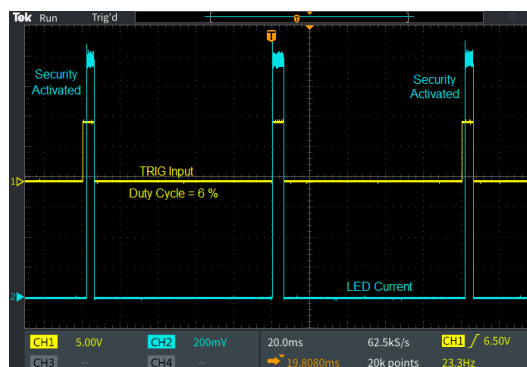 Tek Run Trig'd
T
T
Security
Activated
Security
Activated
TRIG Input
1
Duty Cycle = 6 %
LED Current
2
CH1 5.00V CH2 200mV 20.0ms 62.5kS/s CH1 / 6.50V
CH3 -- CH4 -- 19.8080ms 20k points 23.3Hz